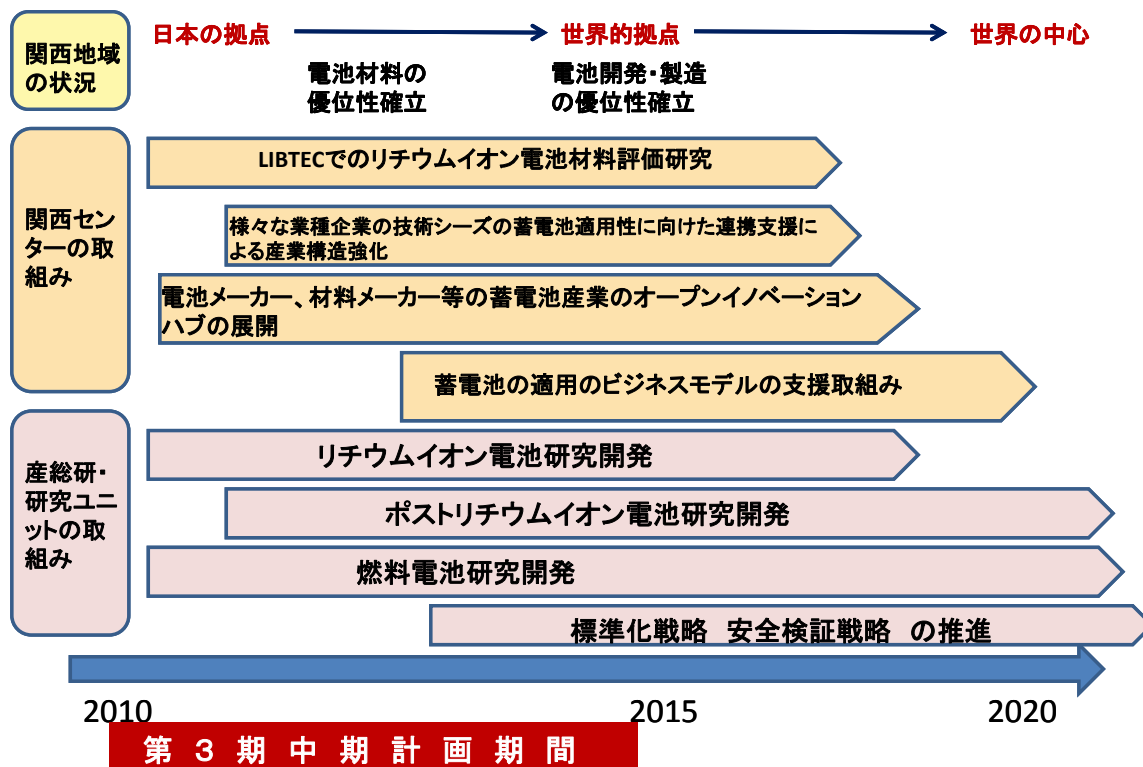 関西地域
の状況
日本の拠点
世界的拠点
世界の中心
電池材料の
優位性確立
電池開発・製造
の優位性確立
関西セン
ターの取
組み
LIBTECでのリチウムイオン電池材料評価研究
様々な業種企業の技術シーズの蓄電池適用性に向けた連携支援に
よる産業構造強化
電池メーカー、材料メーカー等の蓄電池産業のオープンイノベーション
ハブの展開
蓄電池の適用のビジネスモデルの支援取組み
産総研・
研究ユニ
ットの取
組み
リチウムイオン電池研究開発
ポストリチウムイオン電池研究開発
燃料電池研究開発
標準化戦略 安全検証戦略 の推進
2010
2015
2020
第３期中期計画期間